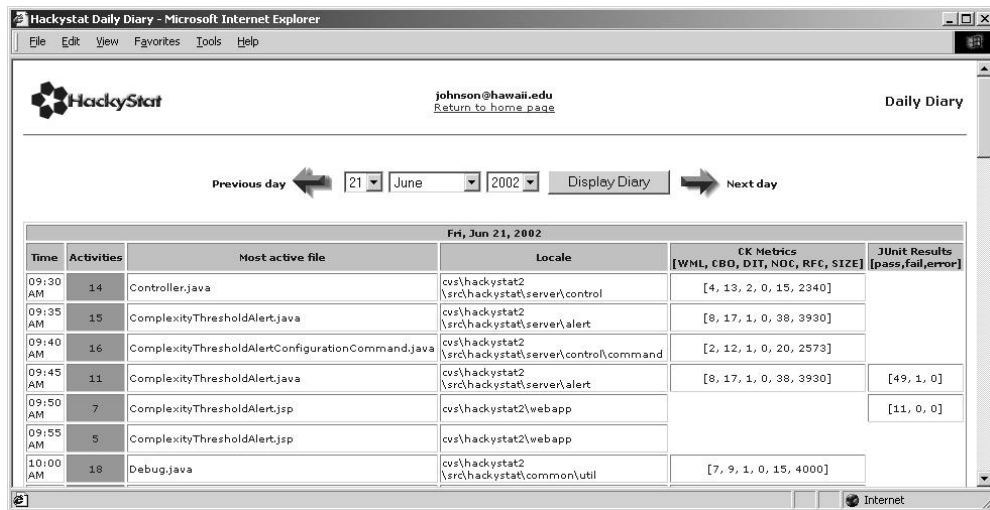 Hackystat Daily Diary - Microsoft Internet Explorer
File Edit View Favorites Tools Help
HackyStat
johnson@hawaii.edu
Return to home page
Daily Diary
Previous day 21 June 2002 Display Diary Next day
Fri, Jun 21, 2002
Time Activities Most active file Locale CK Metrics [WML, CBO, DIT, NOC, RFC, SIZE] JUnit Results [pass,fail,error]
09:30 AM 14 Controller.java cvs\hackystat2 \src\hackystat\server\control [4, 13, 2, 0, 15, 2340]
09:35 AM 15 ComplexityThresholdAlert.java cvs\hackystat2 \src\hackystat\server\alert [8, 17, 1, 0, 38, 3930]
09:40 AM 16 ComplexityThresholdAlertConfigurationCommand.java cvs\hackystat2 \src\hackystat\server\control\command [2, 12, 1, 0, 20, 2573]
09:45 AM 11 ComplexityThresholdAlert.java cvs\hackystat2 \src\hackystat\server\alert [8, 17, 1, 0, 38, 3930] [49, 1, 0]
09:50 AM 7 ComplexityThresholdAlert.jsp cvs\hackystat2\webapp [11, 0, 0]
09:55 AM 5 ComplexityThresholdAlert.jsp cvs\hackystat2\webapp
10:00 AM 18 Debug.java cvs\hackystat2 \src\hackystat\common\util [7, 9, 1, 0, 15, 4000]
Internet